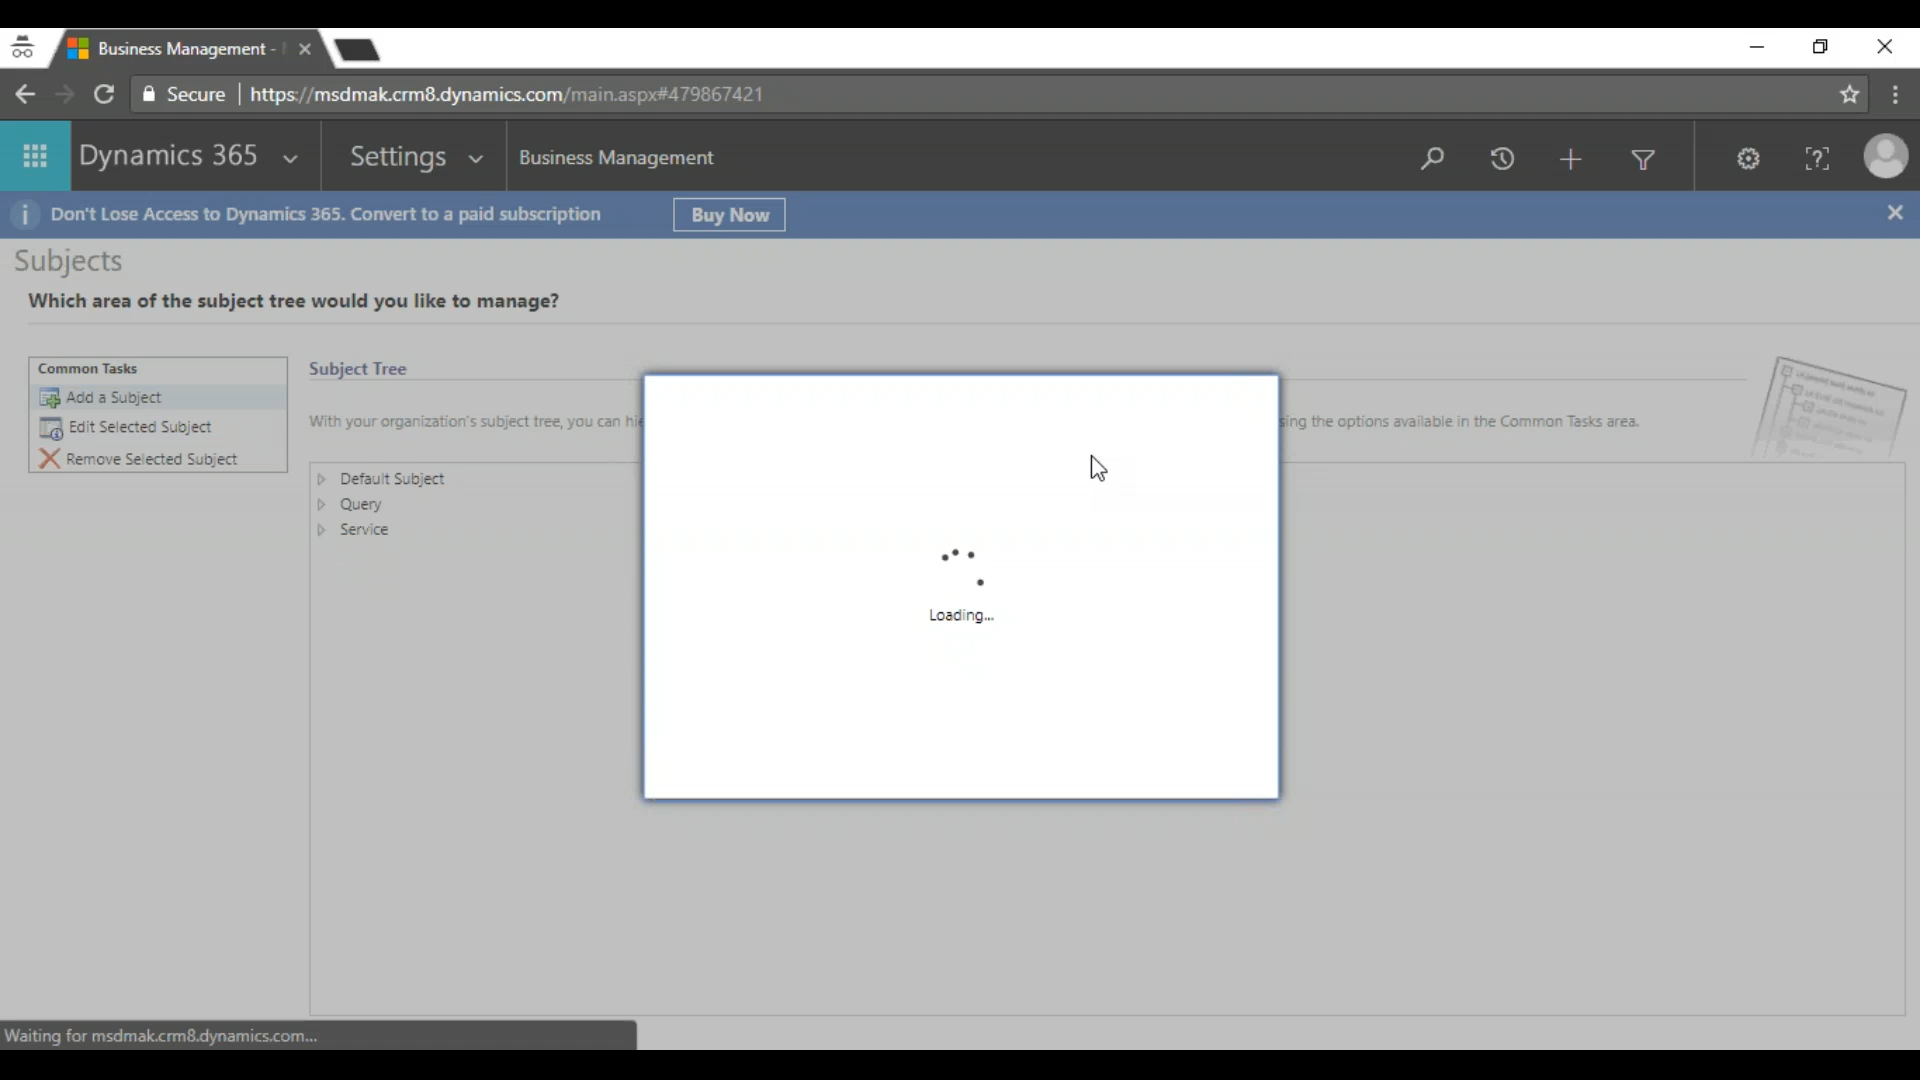 Business Management -
Secure | https://msdmak.crm8.dynamics.com/main.aspx#479867421
Dynamics 365 Settings Business Management
Don't Lose Access to Dynamics 365. Convert to a paid subscription Buy Now
Subjects
Which area of the subject tree would you like to manage?
Common Tasks
Add a Subject
Edit Selected Subject
Remove Selected Subject
Subject Tree
With your organization's subject tree, you can hie
ing the options available in the Common Tasks area.
Default Subject
Query
Service
Loading...
Waiting for msdmak.crm8.dynamics.com...